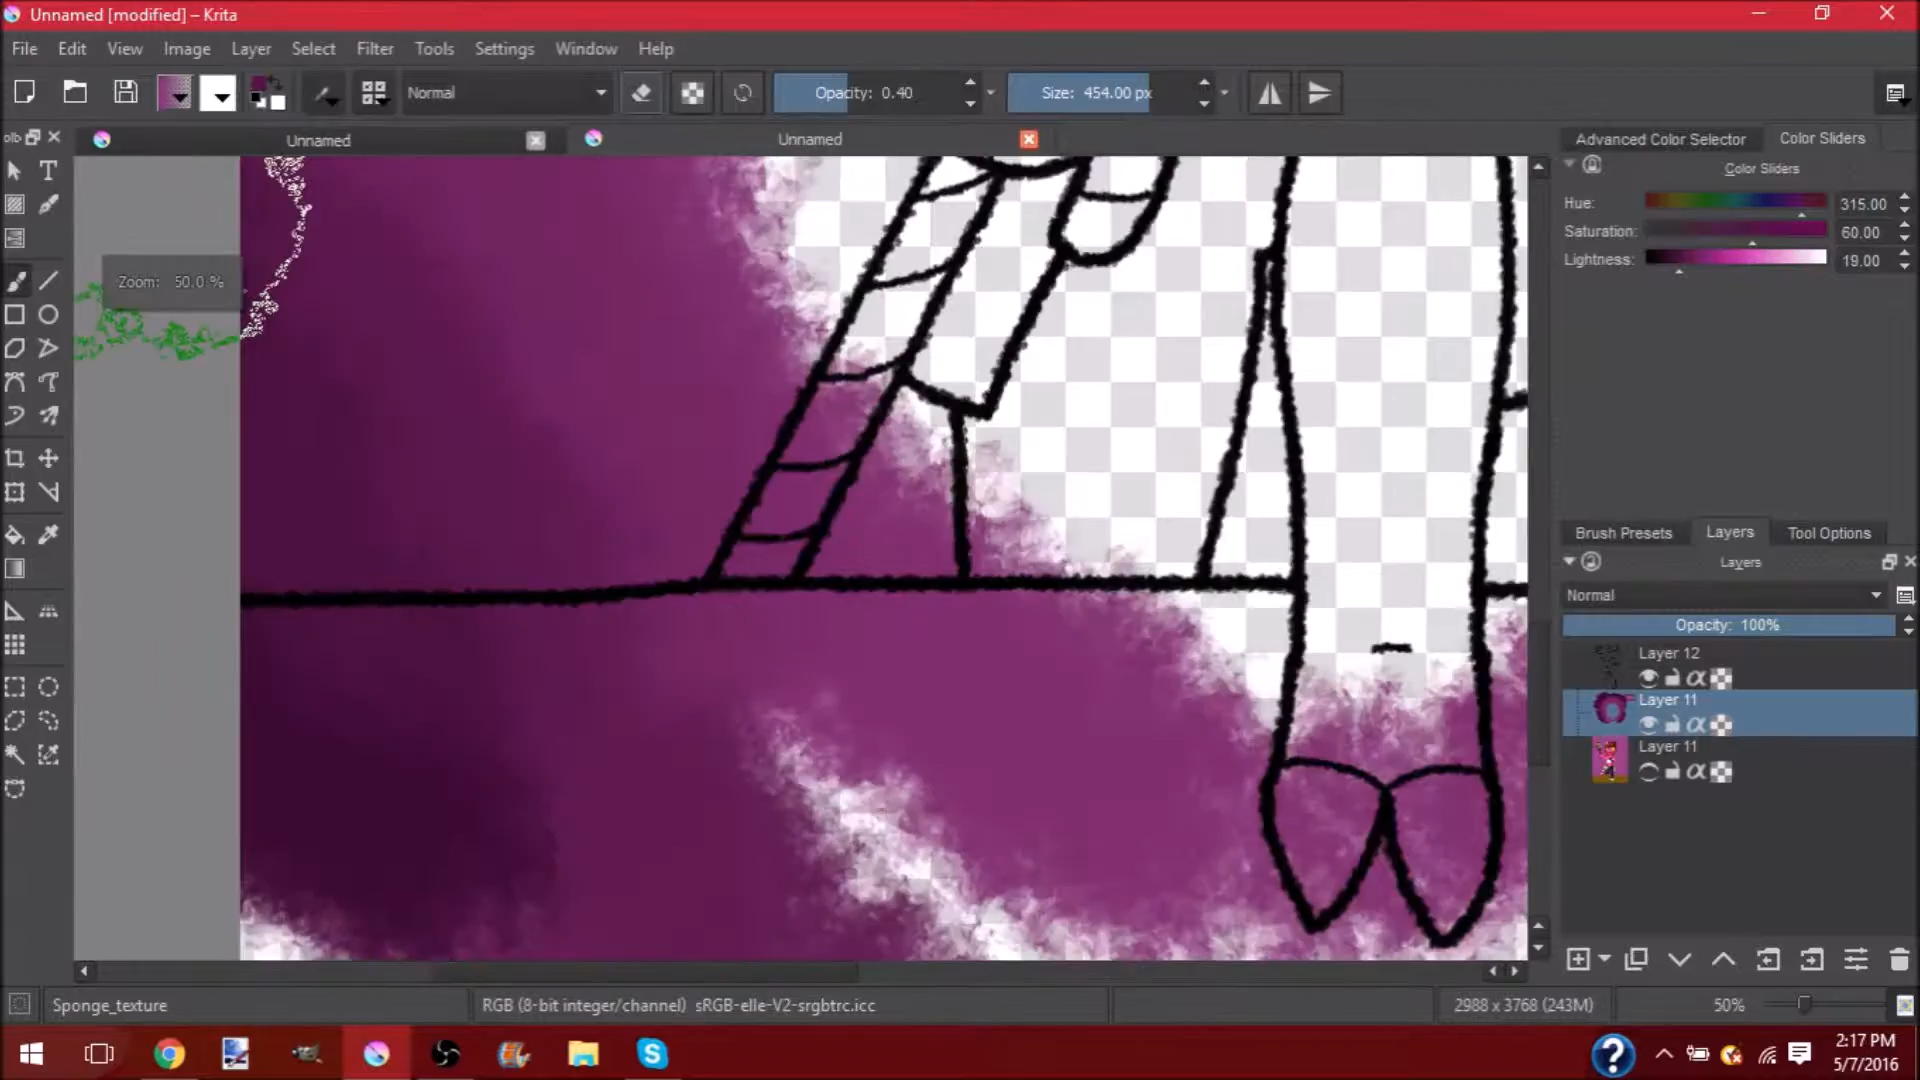 Unnamed [modified] – Krita
File Edit View Image Layer Select Filter Tools Settings Window Help
Normal Opacity: 0.40 Size: 454.00 px
olb Unnamed Unnamed Advanced Color Selector Color Sliders
Color Sliders
Hue: 315.00
Saturation: 60.00
Lightness: 19.00
Zoom: 50.0 %
Brush Presets Layers Tool Options
Layers
Normal
Opacity: 100%
Layer 12
Layer 11
Layer 11
Sponge_texture RGB (8-bit integer/channel) sRGB-elle-V2-srgbtrc.icc 2988 x 3768 (243M) 50%
2:17 PM
5/7/2016